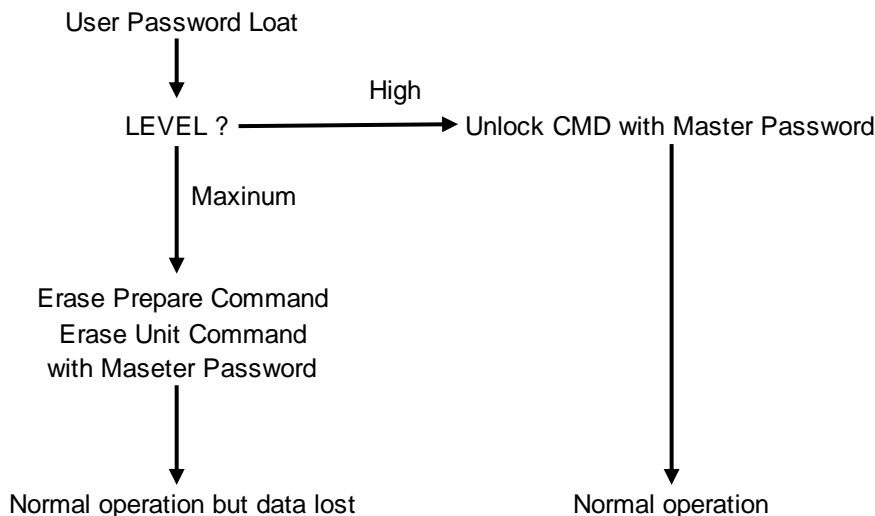 User Password Loat
High
LEVEL ?
Unlock CMD with Master Password
Maxinum
Erase Prepare Command
Erase Unit Command
with Maseter Password
Normal operation but data lost
Normal operation